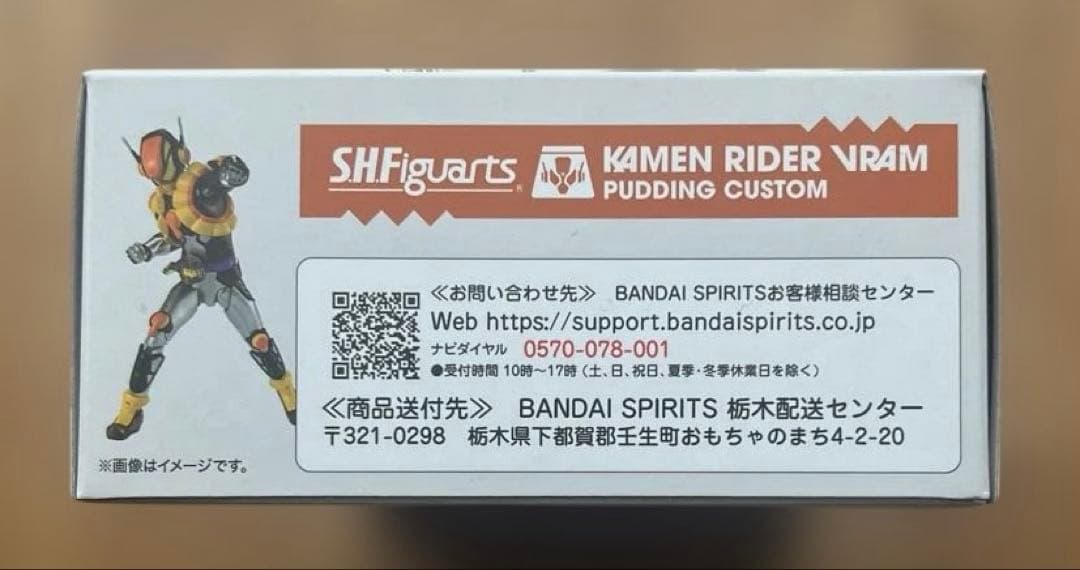 S.H.Figuarts®
KAMEN RIDER VRAM
PUDDING CUSTOM
≪お問い合わせ先≫ BANDAI SPIRITSお客様相談センター
Web https://support.bandaispirits.co.jp
ナビダイヤル 0570-078-001
●受付時間 10時～17時（土、日、祝日、夏季・冬季休業日を除く）
≪商品送付先≫ BANDAI SPIRITS 栃木配送センター
〒321-0298 栃木県下都賀郡壬生町おもちゃのまち4-2-20
※画像はイメージです。